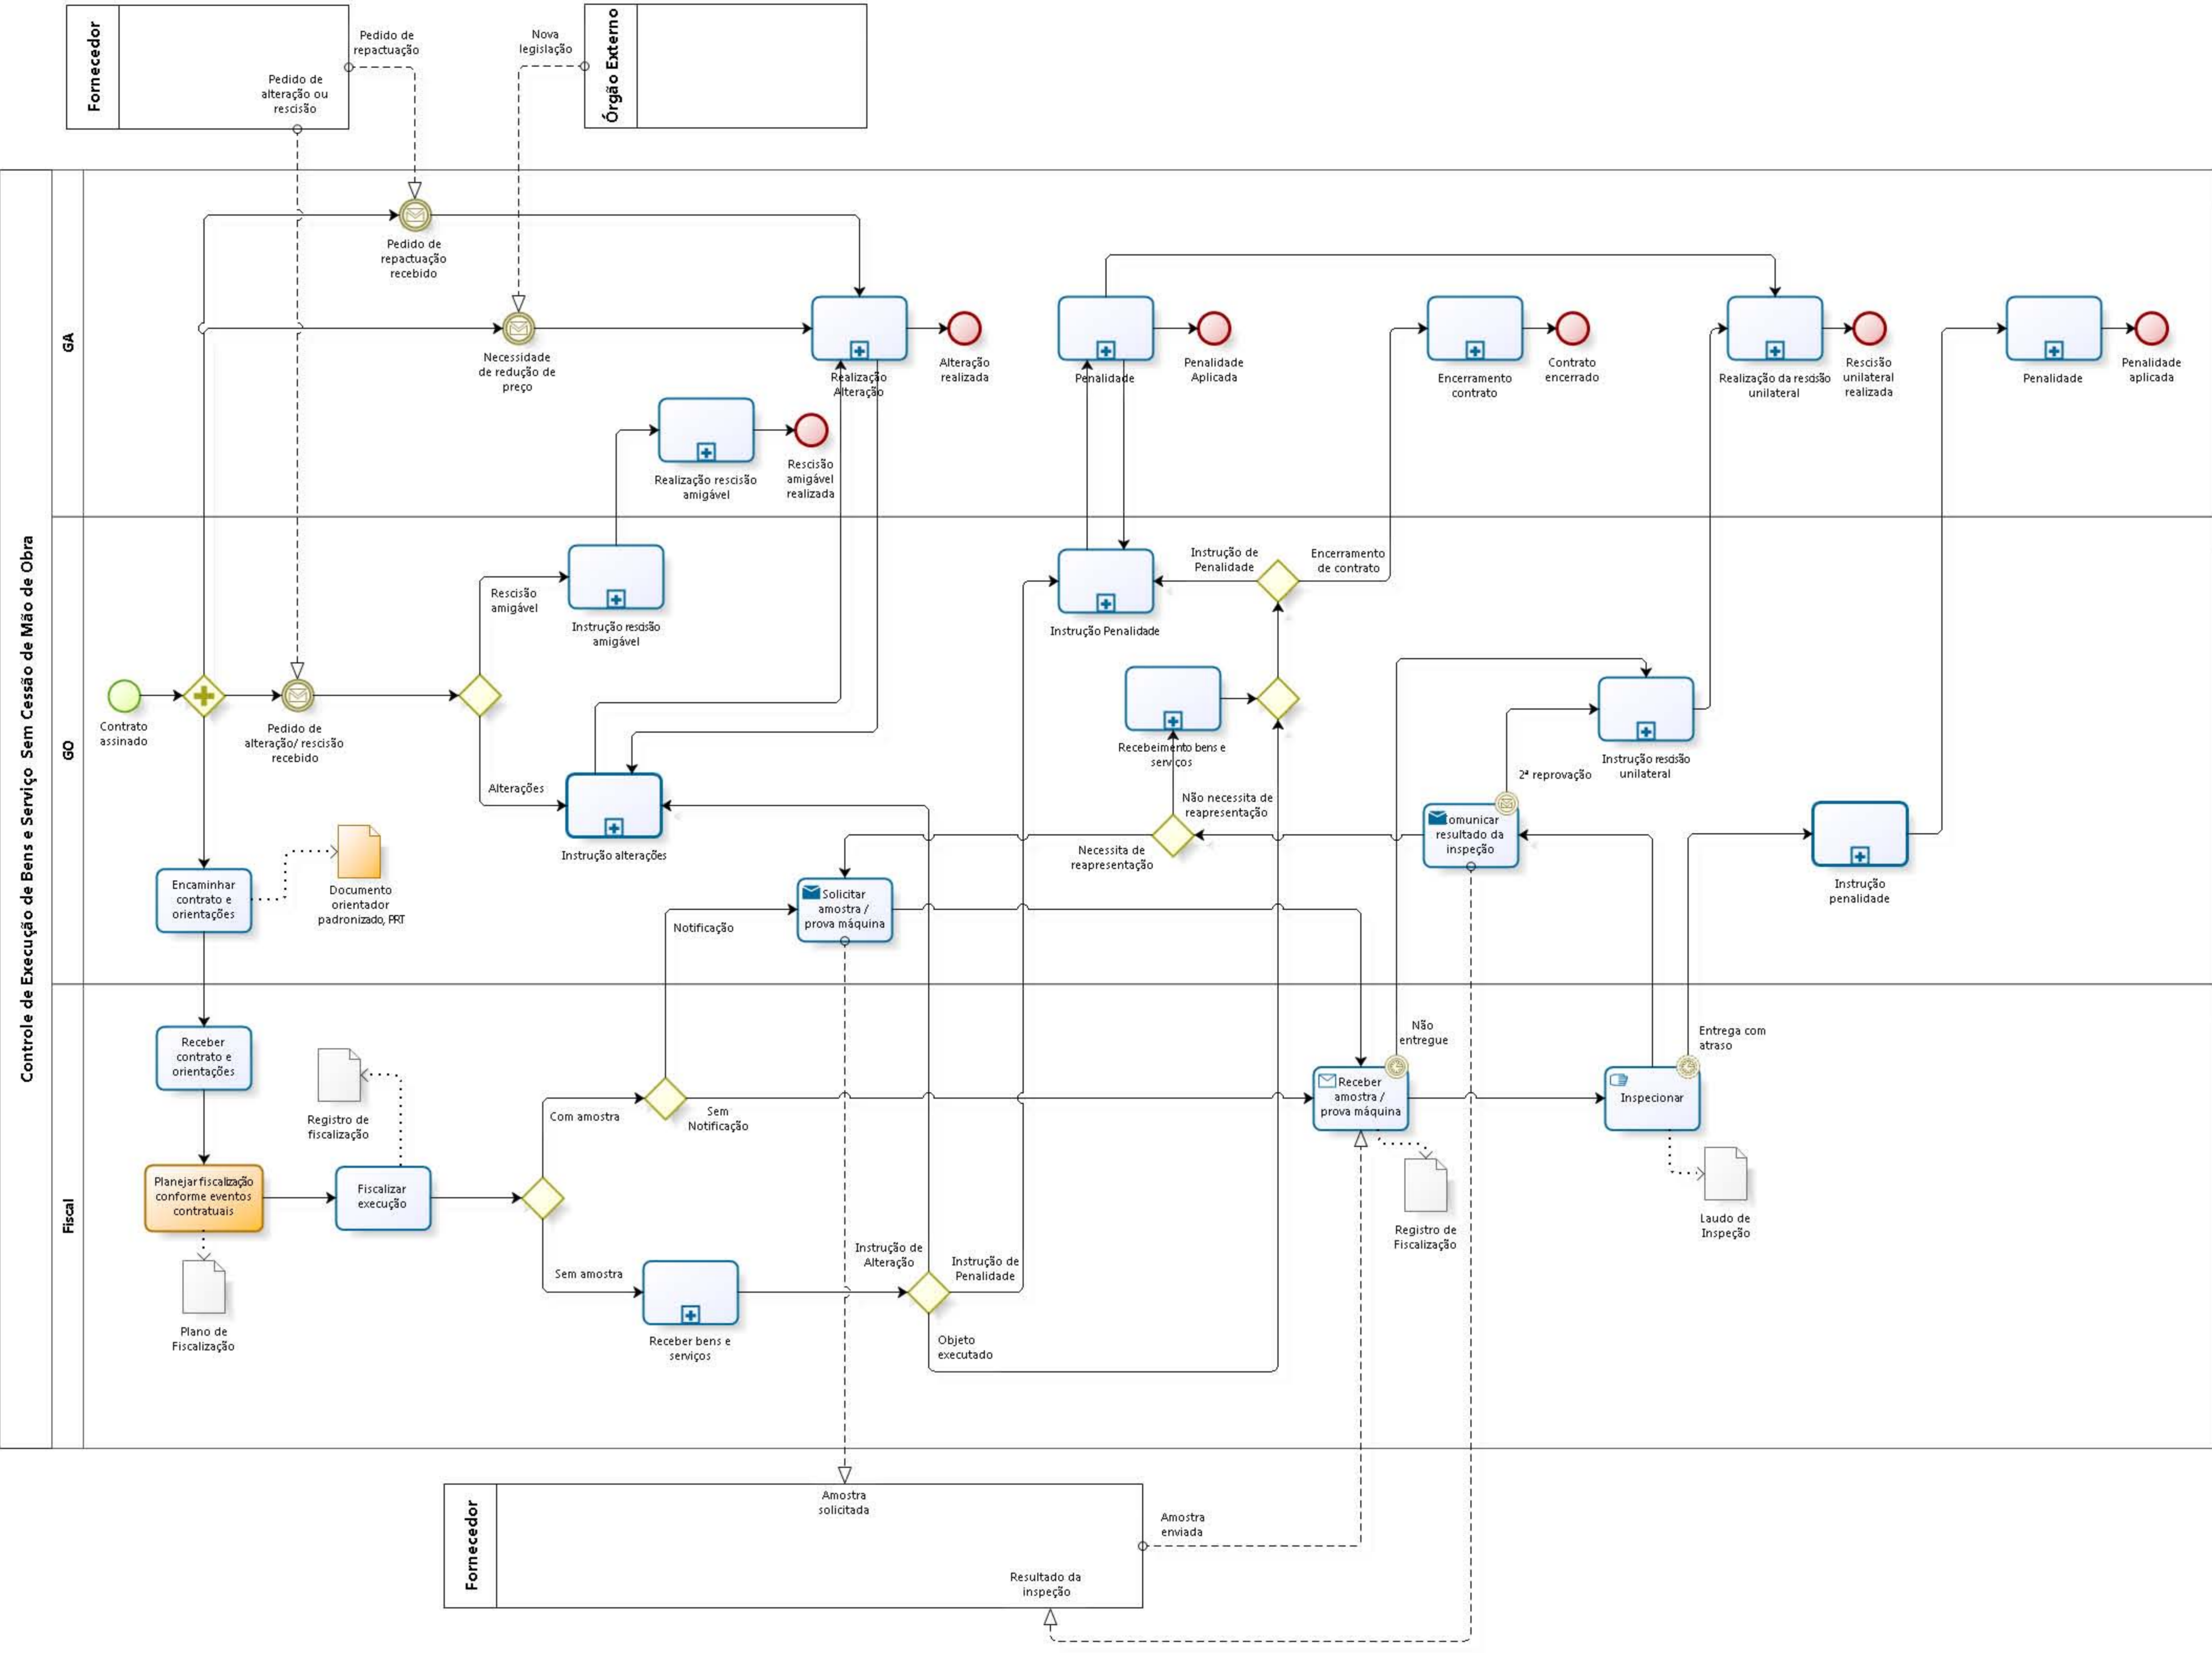 Fornecedor
Pedido de
alteração ou
rescisão
Pedido de
repactuação
Nova
legislação
Órgão Externo
Controle de Execução de Bens e Serviço Sem Cessão de Mão de Obra
GA
Pedido de
repactuação
recebido
Necessidade
de redução de
preço
Realização
Alteração
Alteração
realizada
Penalidade
Penalidade
Aplicada
Encerramento
contrato
Contrato
encerrado
Realização da rescisão
unilateral
Rescisão
unilateral
realizada
Penalidade
Penalidade
aplicada
Realização rescisão
amigável
Rescisão
amigável
realizada
GO
Contrato
assinado
Pedido de
alteração/ rescisão
recebido
Rescisão
amigável
Instrução rescisão
amigável
Alterações
Instrução alterações
Instrução Penalidade
Instrução de
Penalidade
Encerramento
de contrato
Recebeimento bens e
serviços
Não necessita de
reapresentação
Necessita de
reapresentação
2ª reprovação
Instrução rescisão
unilateral
omunicar
resultado da
inspeção
Instrução
penalidade
Encaminhar
contrato e
orientações
Documento
orientador
padronizado, PRT
Notificação
Solicitar
amostra /
prova máquina
Fiscal
Receber
contrato e
orientações
Registro de
fiscalização
Planejar fiscalização
conforme eventos
contratuais
Fiscalizar
execução
Plano de
Fiscalização
Com amostra
Sem
Notificação
Sem amostra
Receber bens e
serviços
Instrução de
Alteração
Instrução de
Penalidade
Objeto
executado
Não
entregue
Receber
amostra /
prova máquina
Registro de
Fiscalização
Entrega com
atraso
Inspecionar
Laudo de
Inspeção
Fornecedor
Amostra
solicitada
Amostra
enviada
Resultado da
inspeção